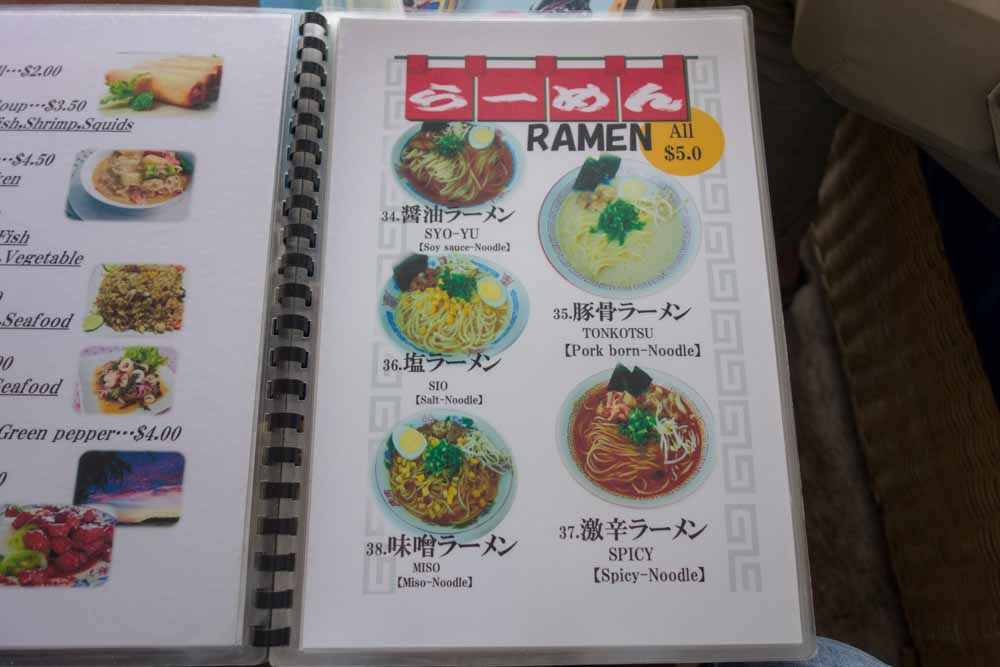 ···$2.00
oup···$3.50
ish,Shrimp,Squids
··$4.50
ken
Fish
Vegetable
Seafood
Seafood
Green pepper···$4.00
らーめん
RAMEN
All
$5.0
34.醤油ラーメン
SYO-YU
【Soy sauce-Noodle】
35.豚骨ラーメン
TONKOTSU
【Pork born-Noodle】
36.塩ラーメン
SIO
【Salt-Noodle】
37.激辛ラーメン
SPICY
【Spicy-Noodle】
38.味噌ラーメン
MISO
【Miso-Noodle】